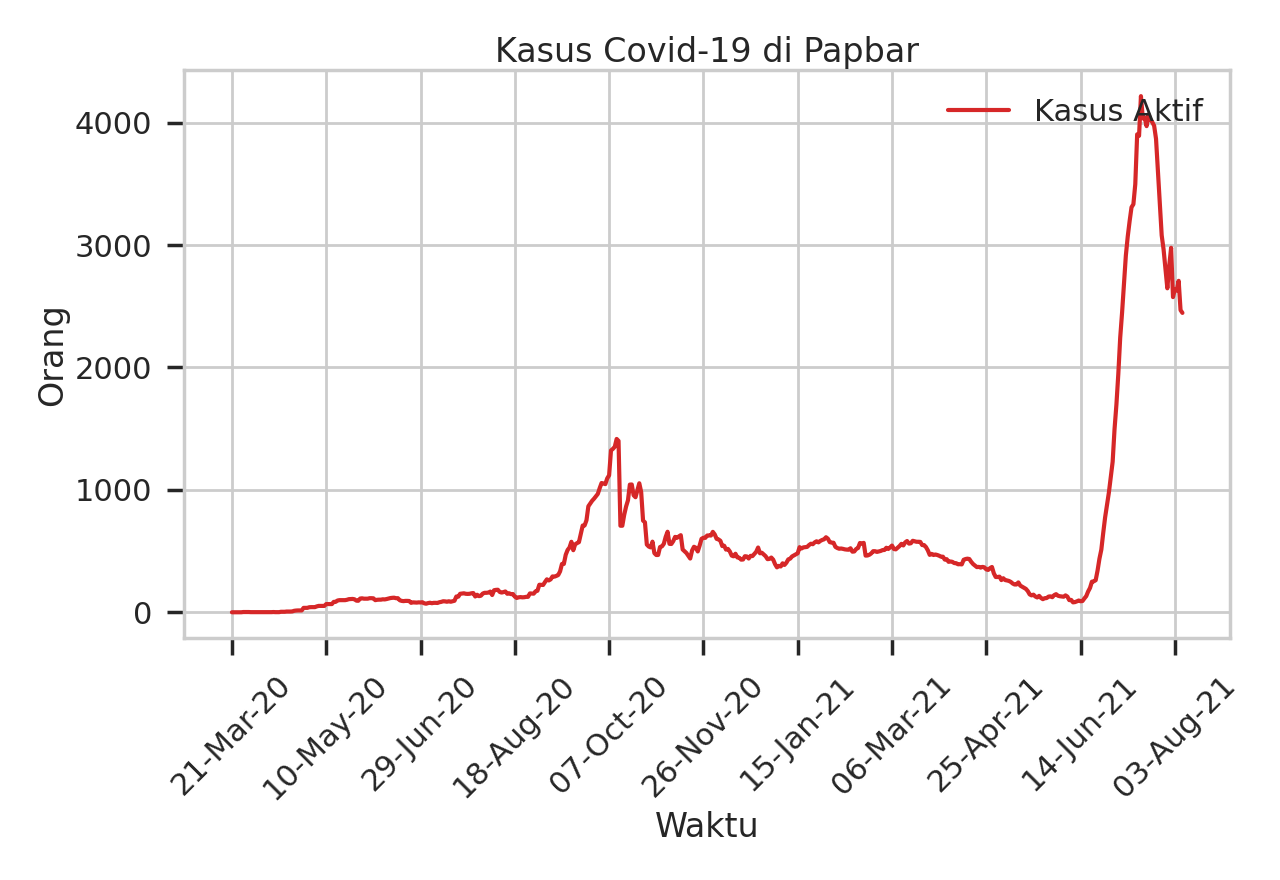 Kasus Covid-19 di Papbar
Kasus Aktif
4000
3000
2000
1000
0
Orang
21-Mar-20
10-May-20
29-Jun-20
18-Aug-20
07-Oct-20
26-Nov-20
15-Jan-21
06-Mar-21
25-Apr-21
14-Jun-21
03-Aug-21
Waktu